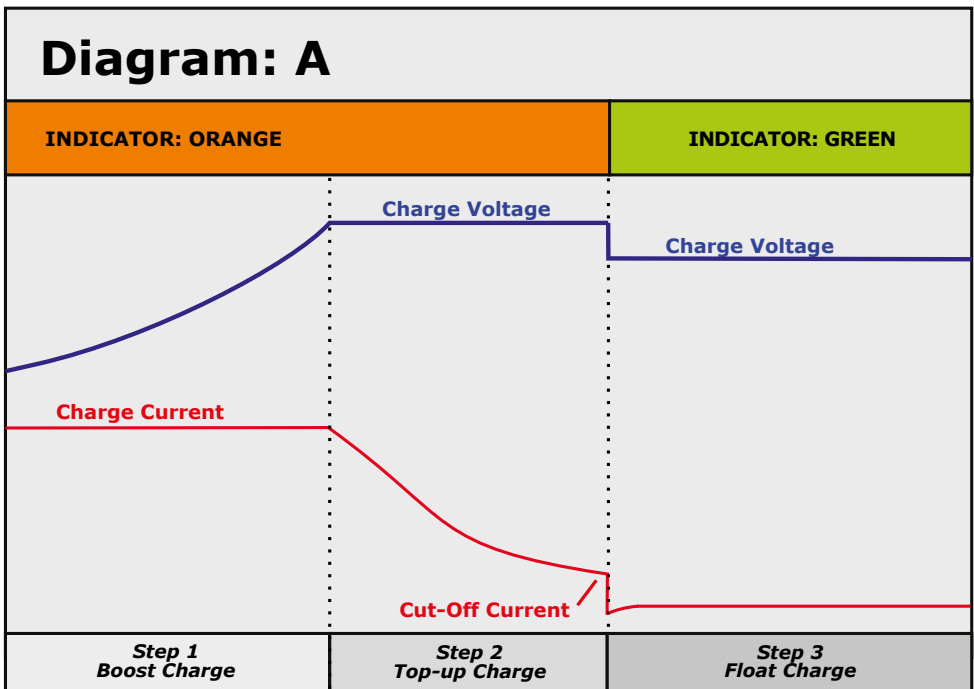 Diagram: A
INDICATOR: ORANGE
INDICATOR: GREEN
Charge Voltage
Charge Voltage
Charge Current
Cut-Off Current
Step 1
Boost Charge
Step 2
Top-up Charge
Step 3
Float Charge